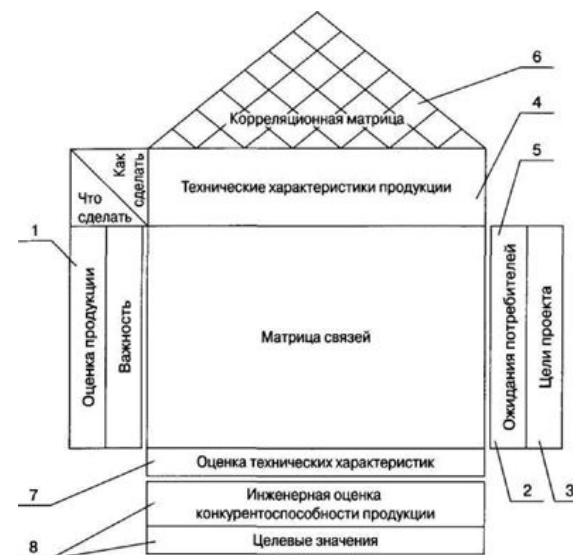 6
Корреляционная матрица
4
5
Как
сделать
Что
сделать
Технические характеристики продукции
1
Оценка продукции
Важность
Матрица связей
Ожидания потребителей
Цели проекта
Оценка технических характеристик
7
2
3
Инженерная оценка
конкурентоспособности продукции
8
Целевые значения